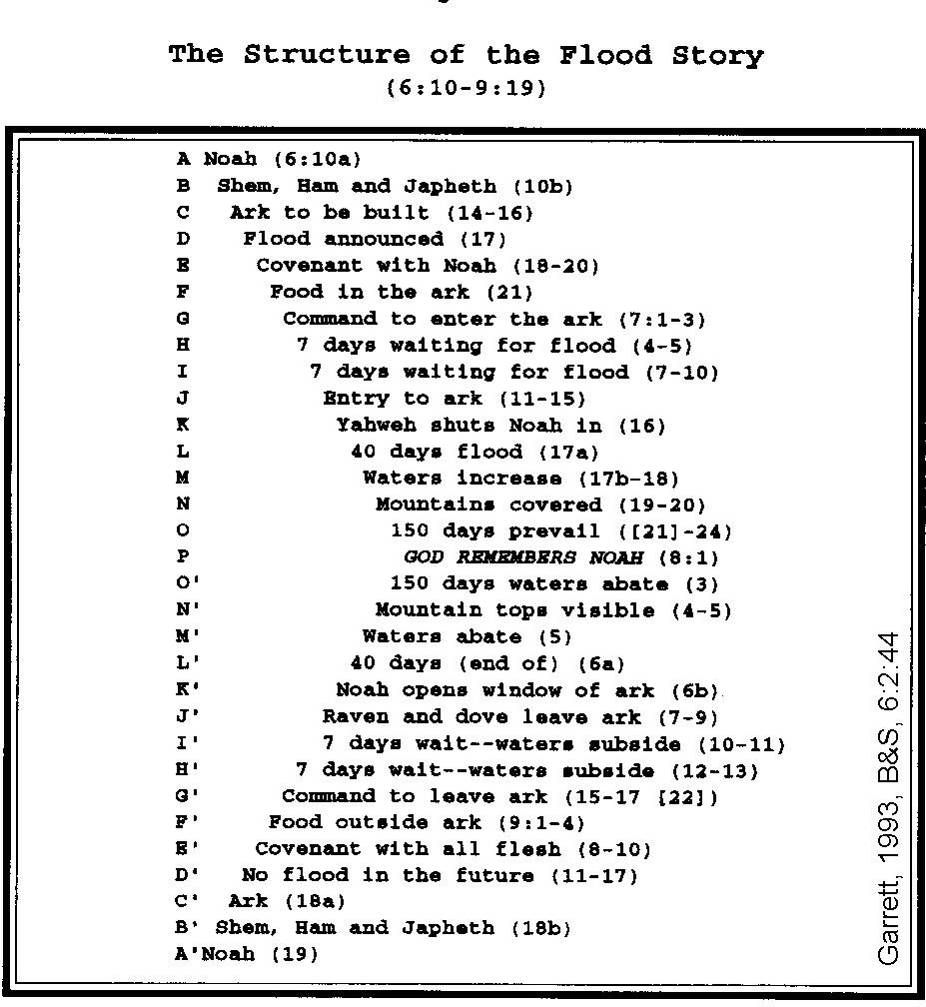 The Structure of the Flood Story
(6:10-9:19)
A Noah (6:10a)
B Shem, Ham and Japheth (10b)
C Ark to be built (14-16)
D Flood announced (17)
E Covenant with Noah (18-20)
F Food in the ark (21)
G Command to enter the ark (7:1-3)
H 7 days waiting for flood (4-5)
I 7 days waiting for flood (7-10)
J Entry to ark (11-15)
K Yahweh shuts Noah in (16)
L 40 days flood (17a)
M Waters increase (17b-18)
N Mountains covered (19-20)
O 150 days prevail ([21]-24)
P GOD REMEMBERS NOAH (8:1)
O' 150 days waters abate (3)
N' Mountain tops visible (4-5)
M' Waters abate (5)
L' 40 days (end of) (6a)
K' Noah opens window of ark (6b)
J' Raven and dove leave ark (7-9)
I' 7 days wait--waters subside (10-11)
H' 7 days wait--waters subside (12-13)
G' Command to leave ark (15-17 [22])
F' Food outside ark (9:1-4)
E' Covenant with all flesh (8-10)
D' No flood in the future (11-17)
C' Ark (18a)
B' Shem, Ham and Japheth (18b)
A'Noah (19)
Garrett, 1993, B&S, 6:2:44